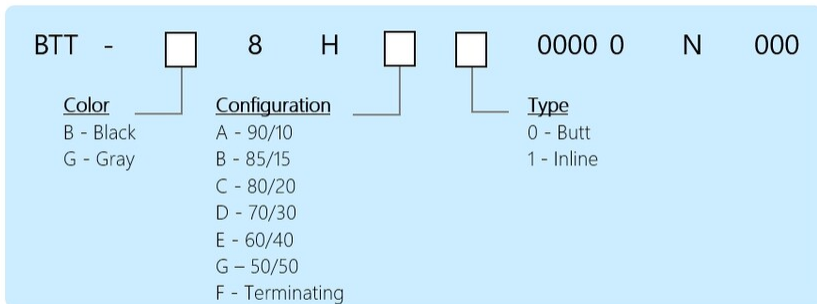 BTT - 8 H 0000 0 N 000
Color
B - Black
G - Gray
Configuration
A - 90/10
B - 85/15
C - 80/20
D - 70/30
E - 60/40
G – 50/50
F - Terminating
Type
0 - Butt
1 - Inline